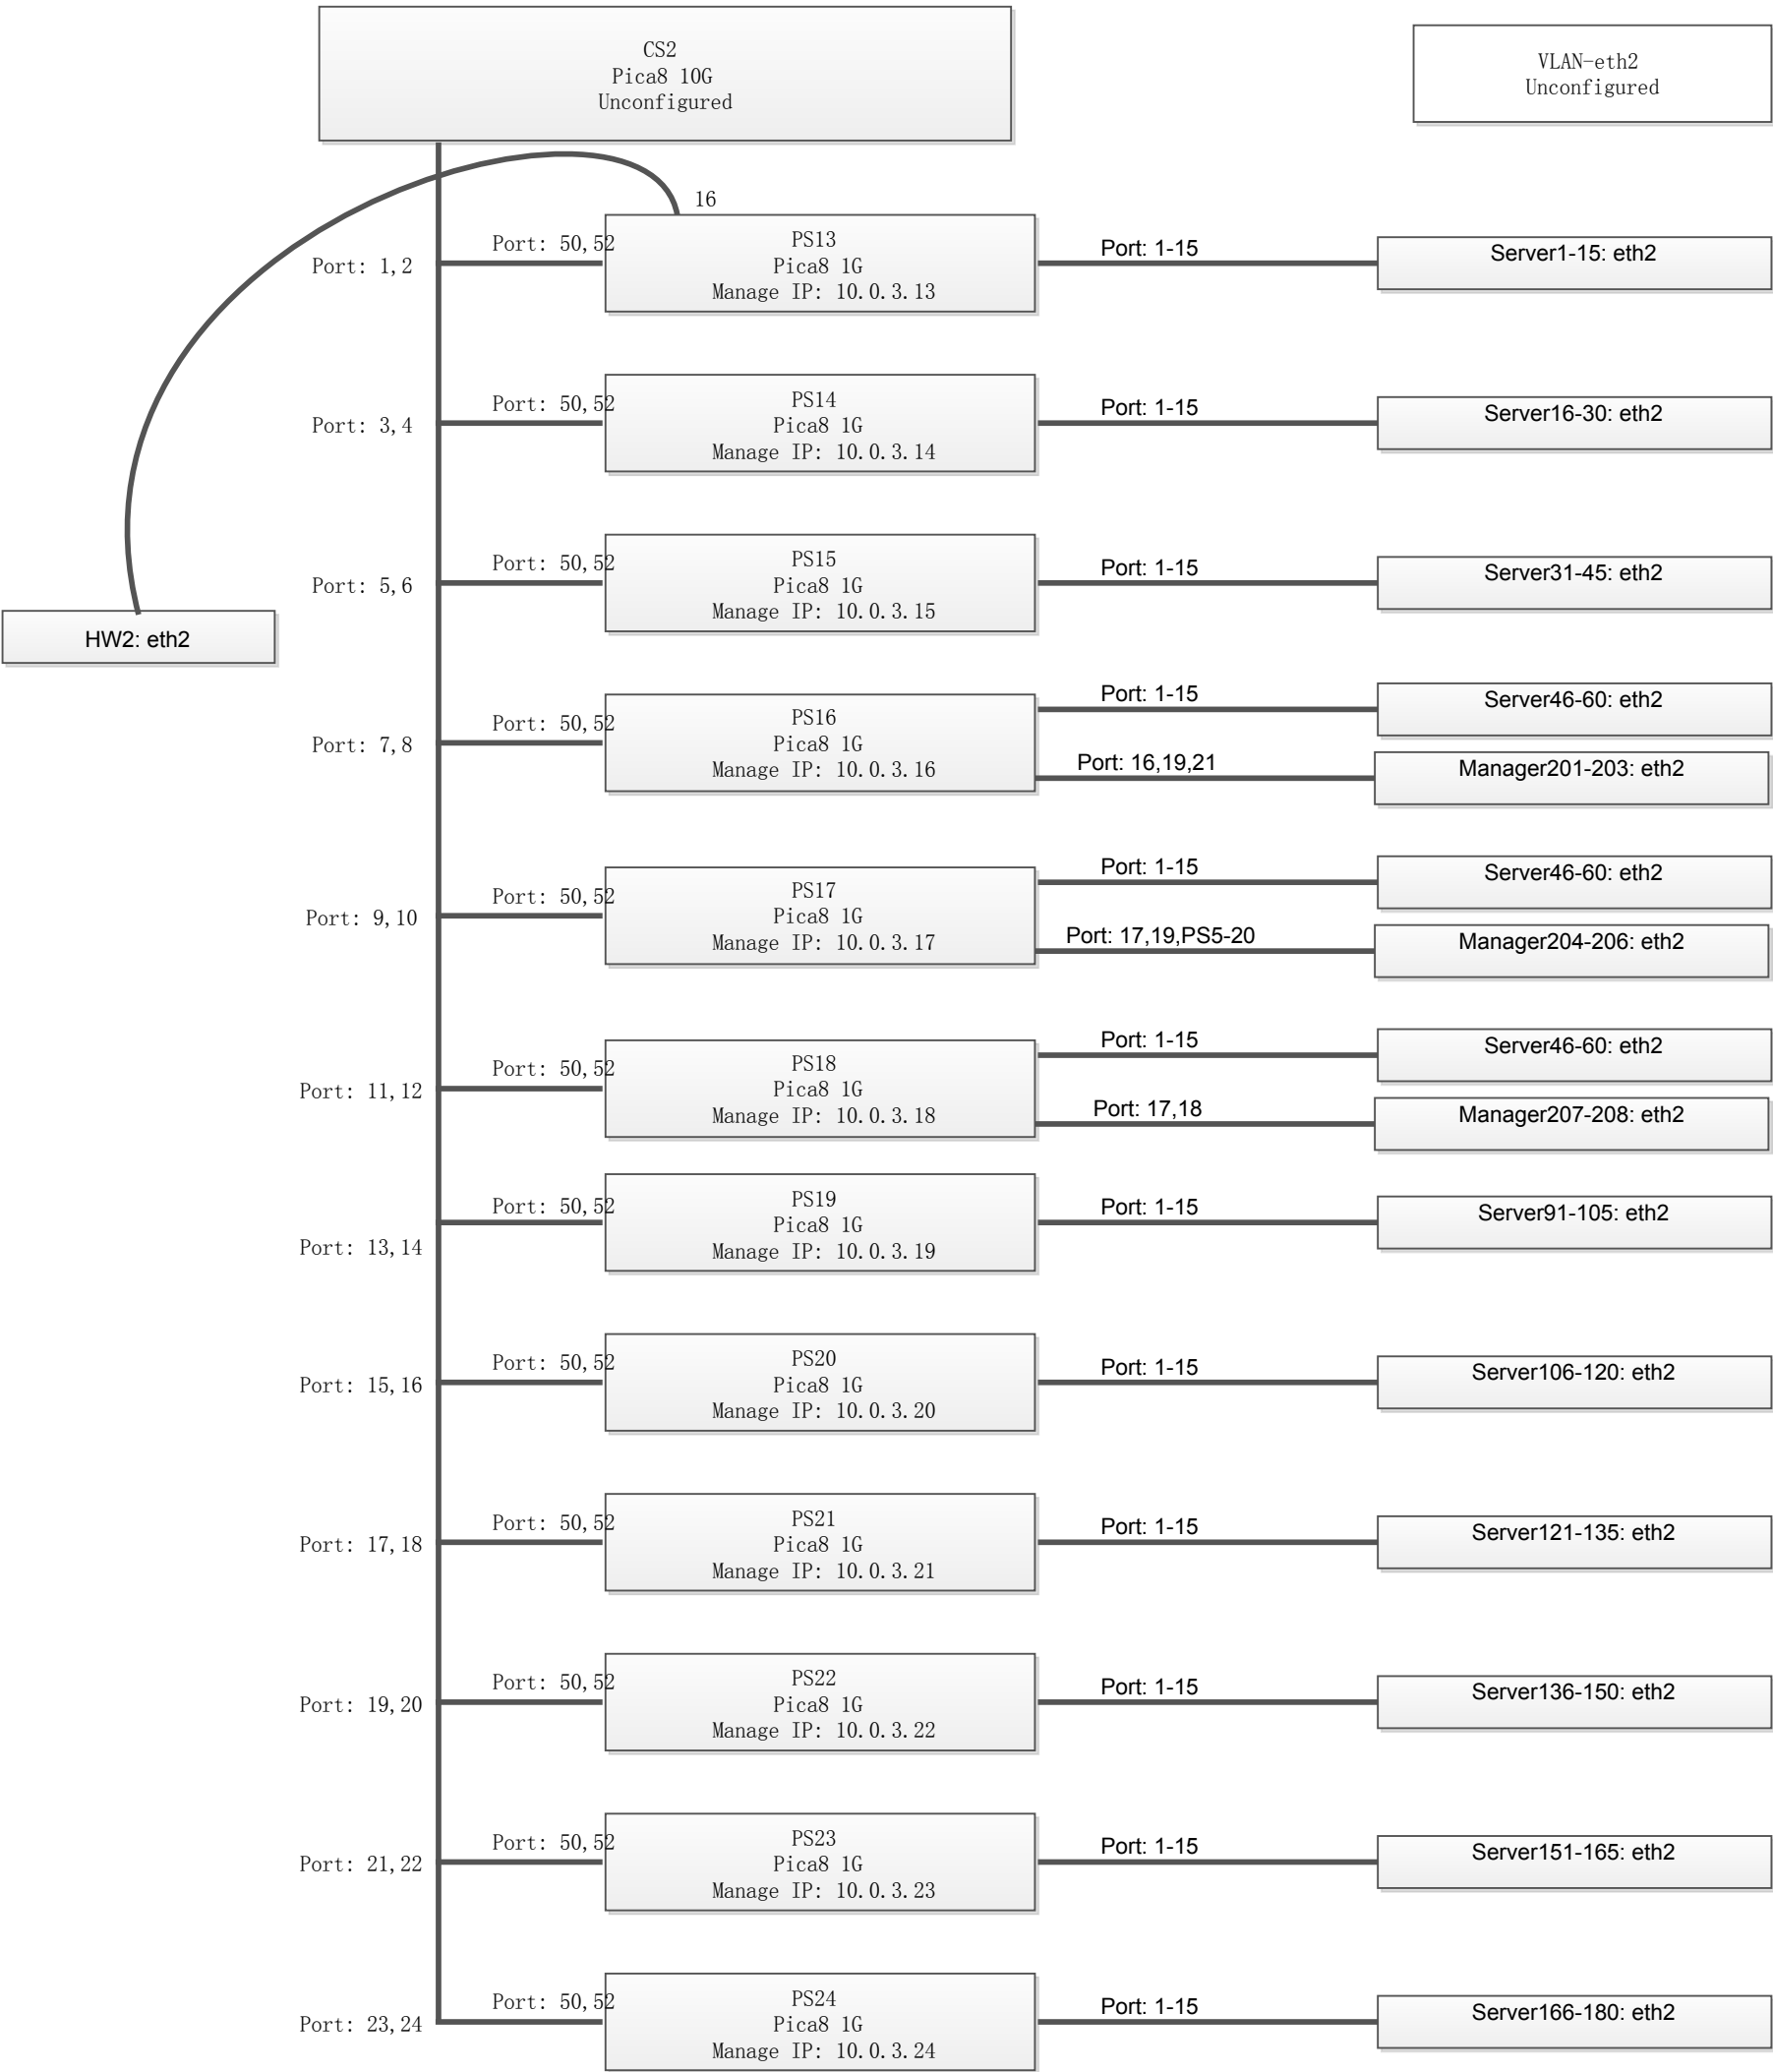 CS2
Pica8 10G
Unconfigured
VLAN-eth2
Unconfigured
16
Port: 1,2
Port: 50,52
PS13
Pica8 1G
Manage IP: 10.0.3.13
Port: 1-15
Server1-15: eth2
Port: 3,4
Port: 50,52
PS14
Pica8 1G
Manage IP: 10.0.3.14
Port: 1-15
Server16-30: eth2
Port: 5,6
Port: 50,52
PS15
Pica8 1G
Manage IP: 10.0.3.15
Port: 1-15
Server31-45: eth2
HW2: eth2
Port: 7,8
Port: 50,52
PS16
Pica8 1G
Manage IP: 10.0.3.16
Port: 1-15
Server46-60: eth2
Port: 16,19,21
Manager201-203: eth2
Port: 9,10
Port: 50,52
PS17
Pica8 1G
Manage IP: 10.0.3.17
Port: 1-15
Server46-60: eth2
Port: 17,19,PS5-20
Manager204-206: eth2
Port: 11,12
Port: 50,52
PS18
Pica8 1G
Manage IP: 10.0.3.18
Port: 1-15
Server46-60: eth2
Port: 17,18
Manager207-208: eth2
Port: 13,14
Port: 50,52
PS19
Pica8 1G
Manage IP: 10.0.3.19
Port: 1-15
Server91-105: eth2
Port: 15,16
Port: 50,52
PS20
Pica8 1G
Manage IP: 10.0.3.20
Port: 1-15
Server106-120: eth2
Port: 17,18
Port: 50,52
PS21
Pica8 1G
Manage IP: 10.0.3.21
Port: 1-15
Server121-135: eth2
Port: 19,20
Port: 50,52
PS22
Pica8 1G
Manage IP: 10.0.3.22
Port: 1-15
Server136-150: eth2
Port: 21,22
Port: 50,52
PS23
Pica8 1G
Manage IP: 10.0.3.23
Port: 1-15
Server151-165: eth2
Port: 23,24
Port: 50,52
PS24
Pica8 1G
Manage IP: 10.0.3.24
Port: 1-15
Server166-180: eth2